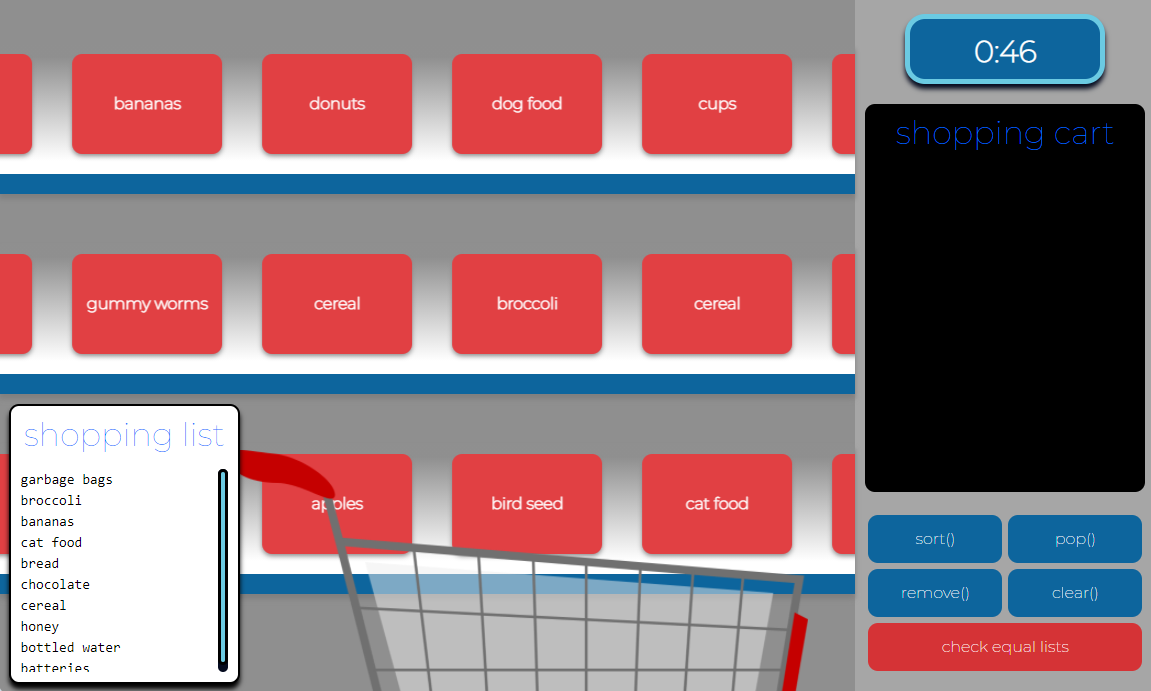 0:46
bananas
donuts
dog food
cups
shopping cart
gummy worms
cereal
broccoli
cereal
shopping list
garbage bags
broccoli
bananas
cat food
bread
chocolate
cereal
honey
bottled water
batteries
apples
bird seed
cat food
sort()
pop()
remove()
clear()
check equal lists